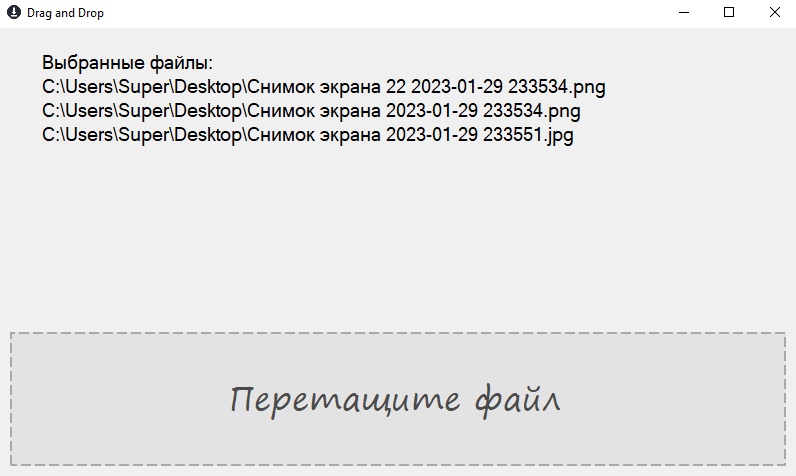 Drag and Drop
Выбранные файлы:
C:\Users\Super\Desktop\Снимок экрана 22 2023-01-29 233534.png
C:\Users\Super\Desktop\Снимок экрана 2023-01-29 233534.png
C:\Users\Super\Desktop\Снимок экрана 2023-01-29 233551.jpg
Перетащите файл